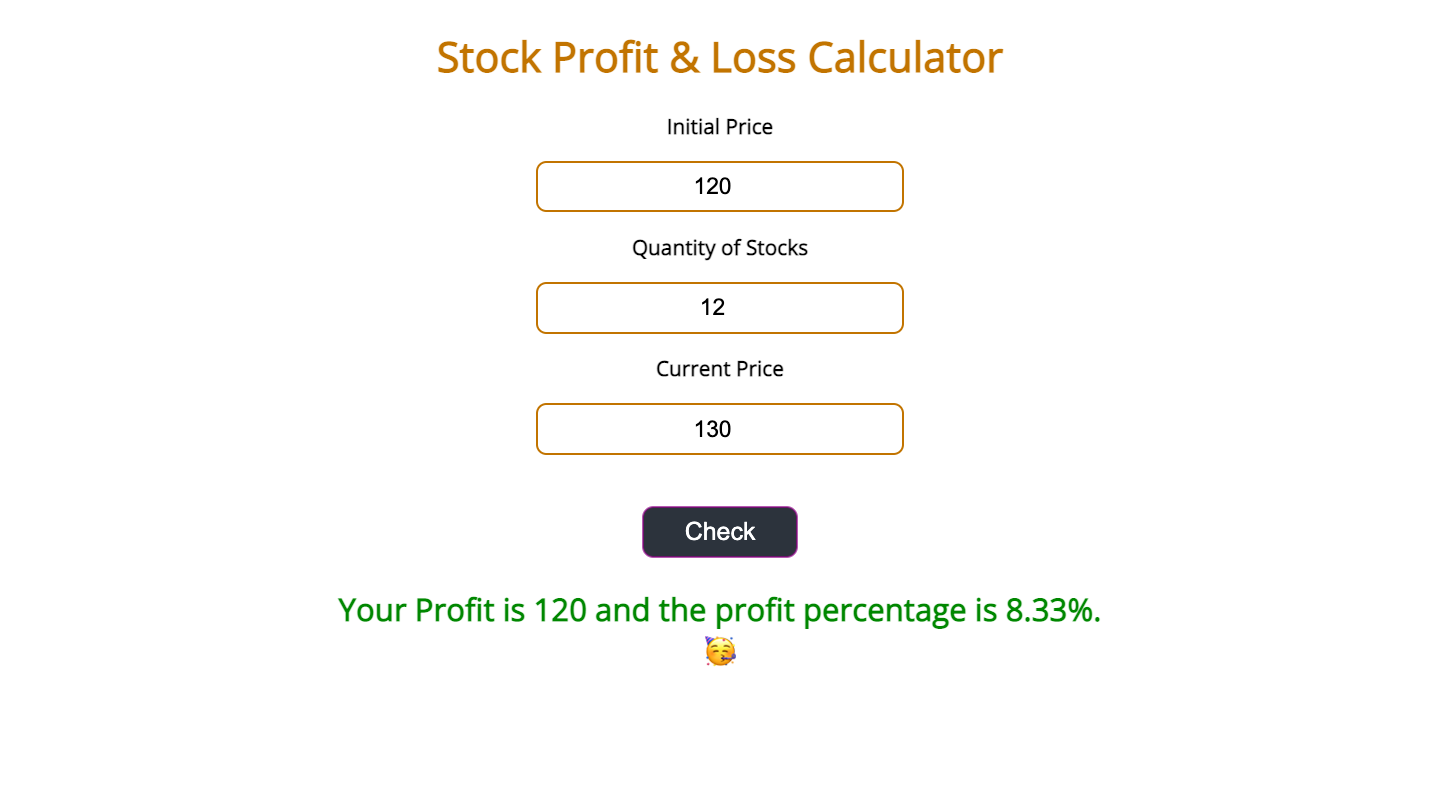 Stock Profit & Loss Calculator
Initial Price
120
Quantity of Stocks
12
Current Price
130
Check
Your Profit is 120 and the profit percentage is 8.33%.
🥳